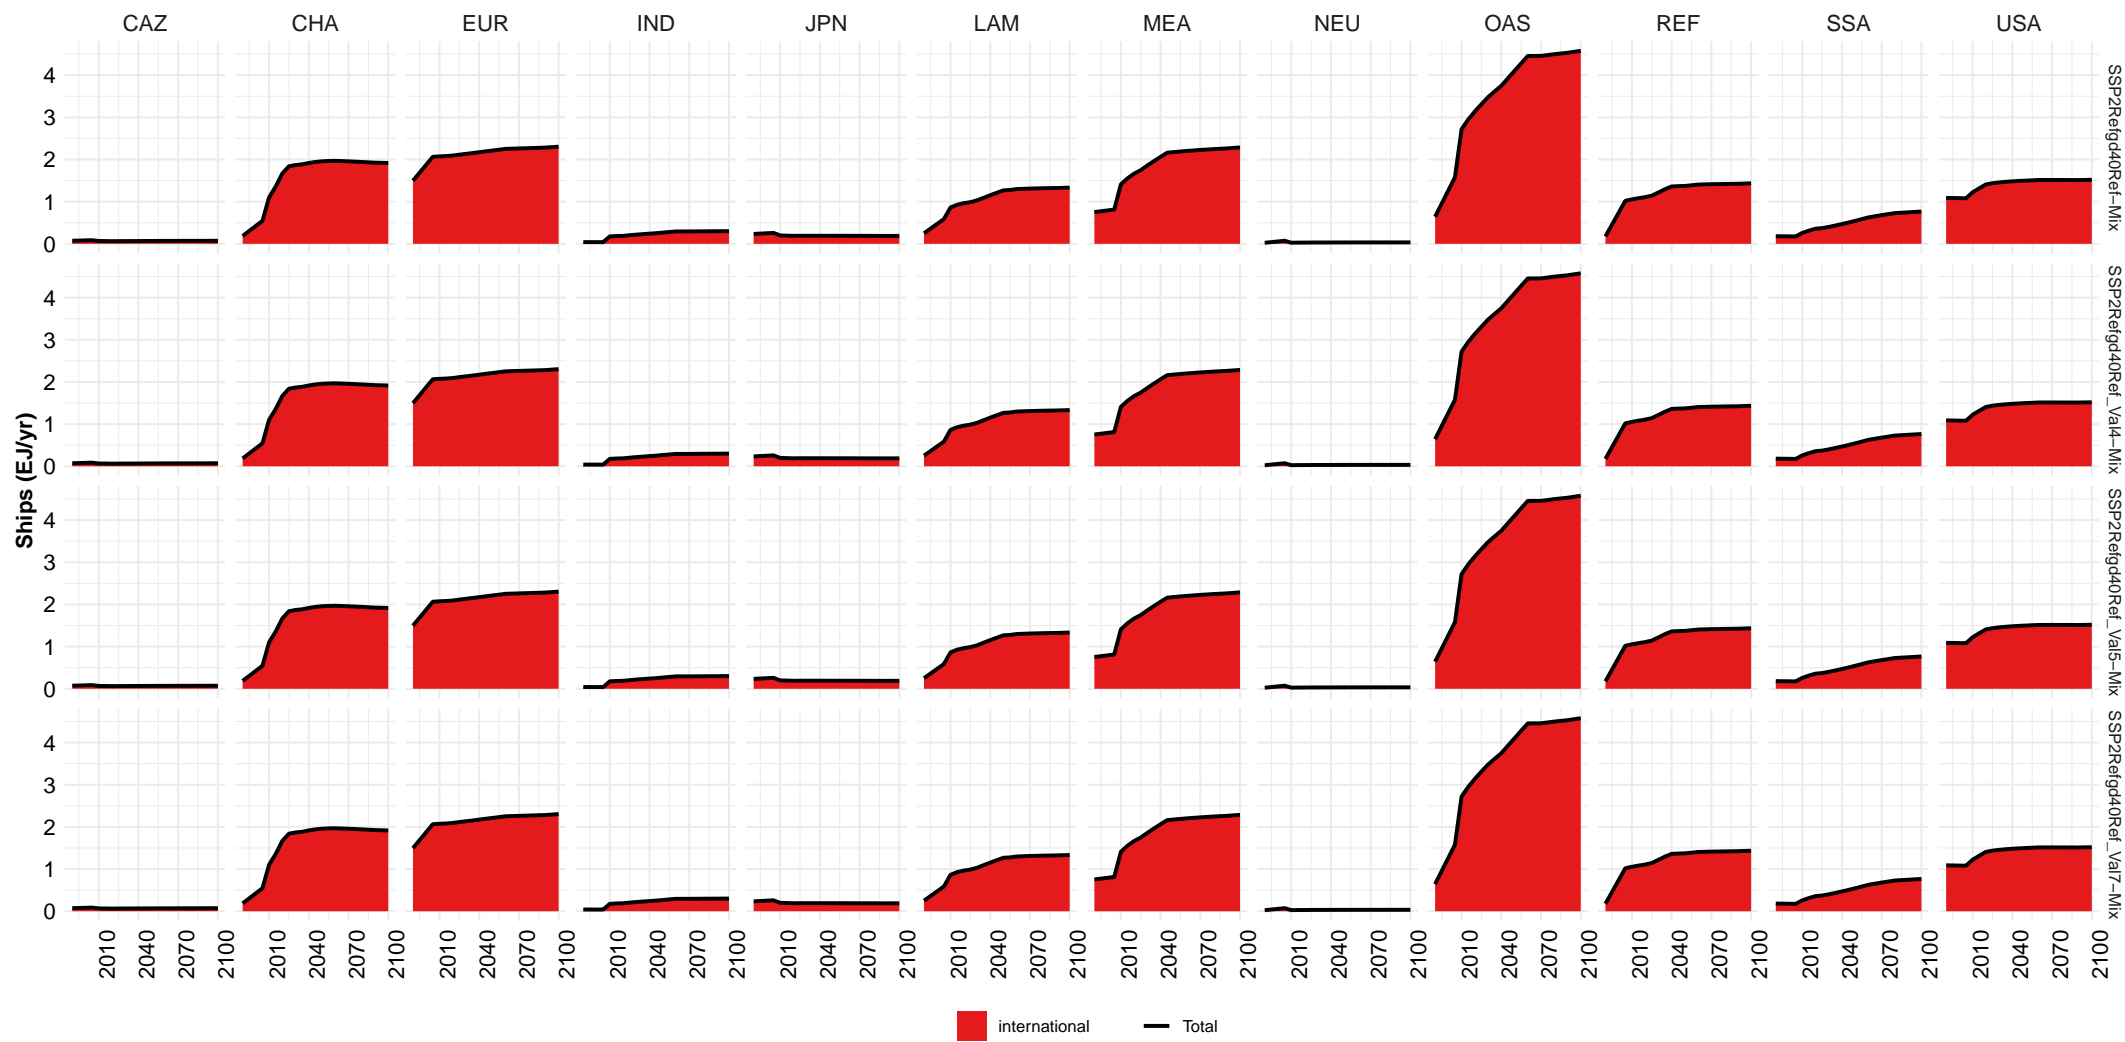 CAZ CHA EUR IND JPN LAM MEA NEU OAS REF SSA USA
Ships (EJ/yr)
4
3
2
1
0
SSP2Refgd40Ref−Mix
4
3
2
1
0
SSP2Refgd40Ref_Val4−Mix
4
3
2
1
0
SSP2Refgd40Ref_Val5−Mix
4
3
2
1
0
SSP2Refgd40Ref_Val7−Mix
2010 2040 2070 2100 2010 2040 2070 2100 2010 2040 2070 2100 2010 2040 2070 2100 2010 2040 2070 2100 2010 2040 2070 2100 2010 2040 2070 2100 2010 2040 2070 2100 2010 2040 2070 2100 2010 2040 2070 2100 2010 2040 2070 2100 2010 2040 2070 2100
international Total